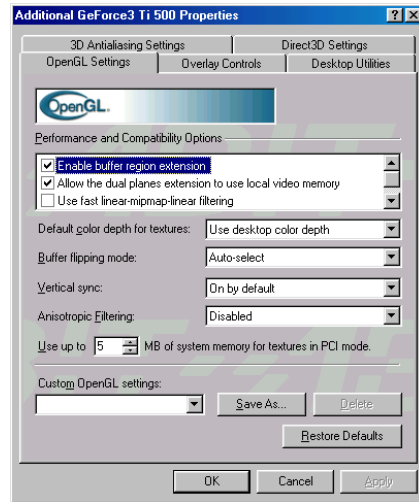 Additional GeForce3 Ti 500 Properties
3D Antialiasing Settings Direct3D Settings
OpenGL Settings Overlay Controls Desktop Utilities
OpenGL.
Performance and Compatibility Options
Enable buffer region extension
Allow the dual planes extension to use local video memory
Use fast linear-mipmap-linear filtering
Default color depth for textures: Use desktop color depth
Buffer flipping mode: Auto-select
Vertical sync: On by default
Anisotropic Filtering: Disabled
Use up to 5 MB of system memory for textures in PCI mode.
Custom OpenGL settings:
Save As... Delete
Restore Defaults
OK Cancel Apply